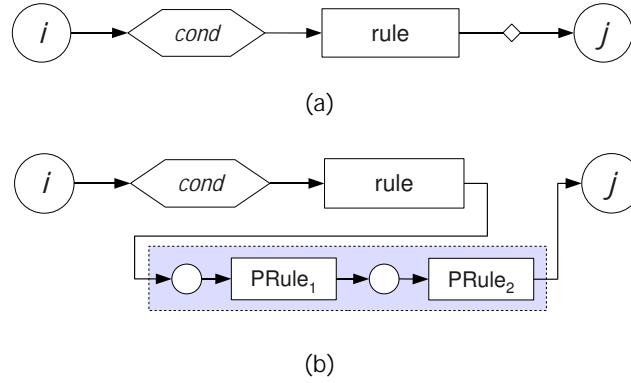 i cond rule j
(a)
i cond rule j
PRule₁ PRule₂
(b)